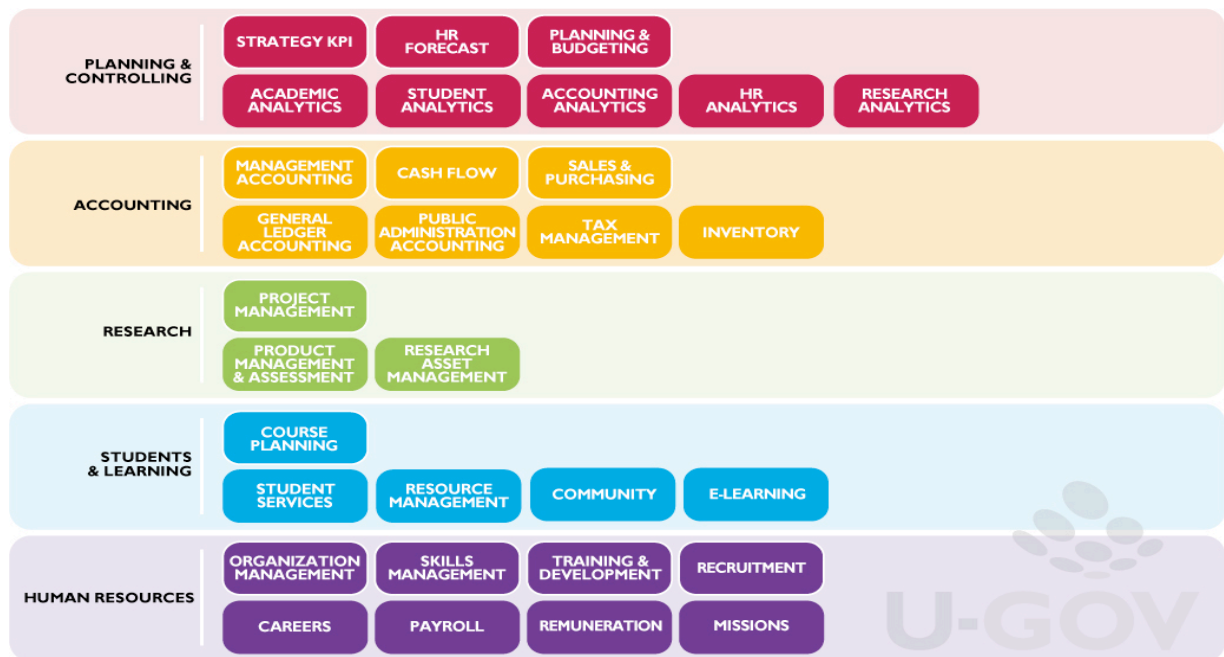 PLANNING &
CONTROLLING
STRATEGY KPI
HR
FORECAST
PLANNING &
BUDGETING
ACADEMIC
ANALYTICS
STUDENT
ANALYTICS
ACCOUNTING
ANALYTICS
HR
ANALYTICS
RESEARCH
ANALYTICS
ACCOUNTING
MANAGEMENT
ACCOUNTING
CASH FLOW
SALES &
PURCHASING
GENERAL
LEDGER
ACCOUNTING
PUBLIC
ADMINISTRATION
ACCOUNTING
TAX
MANAGEMENT
INVENTORY
RESEARCH
PROJECT
MANAGEMENT
PRODUCT
MANAGEMENT
& ASSESSMENT
RESEARCH
ASSET
MANAGEMENT
STUDENTS
& LEARNING
COURSE
PLANNING
STUDENT
SERVICES
RESOURCE
MANAGEMENT
COMMUNITY
E-LEARNING
HUMAN RESOURCES
ORGANIZATION
MANAGEMENT
SKILLS
MANAGEMENT
TRAINING &
DEVELOPMENT
RECRUITMENT
CAREERS
PAYROLL
REMUNERATION
MISSIONS
U-GOV